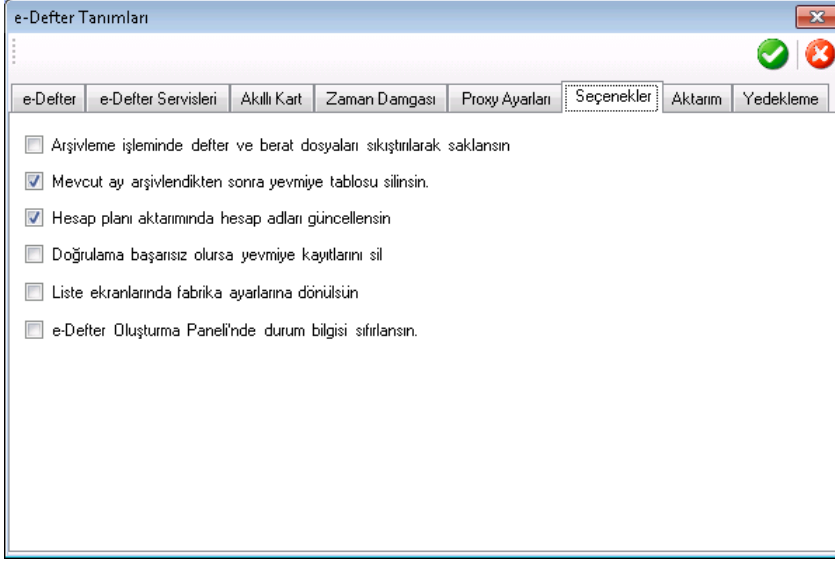 e-Defter Tanımları
e-Defter e-Defter Servisleri Akıllı Kart Zaman Damgası Proxy Ayarları Seçenekler Aktarım Yedekleme
Arşivleme işleminde defter ve berat dosyaları sıkıştırılarak saklansın
Mevcut ay arşivlendikten sonra yevmiye tablosu silinsin.
Hesap planı aktarımında hesap adları güncellensin
Doğrulama başarısız olursa yevmiye kayıtlarını sil
Liste ekranlarında fabrika ayarlarına dönülsün
e-Defter Oluşturma Paneli'nde durum bilgisi sıfırlansın.